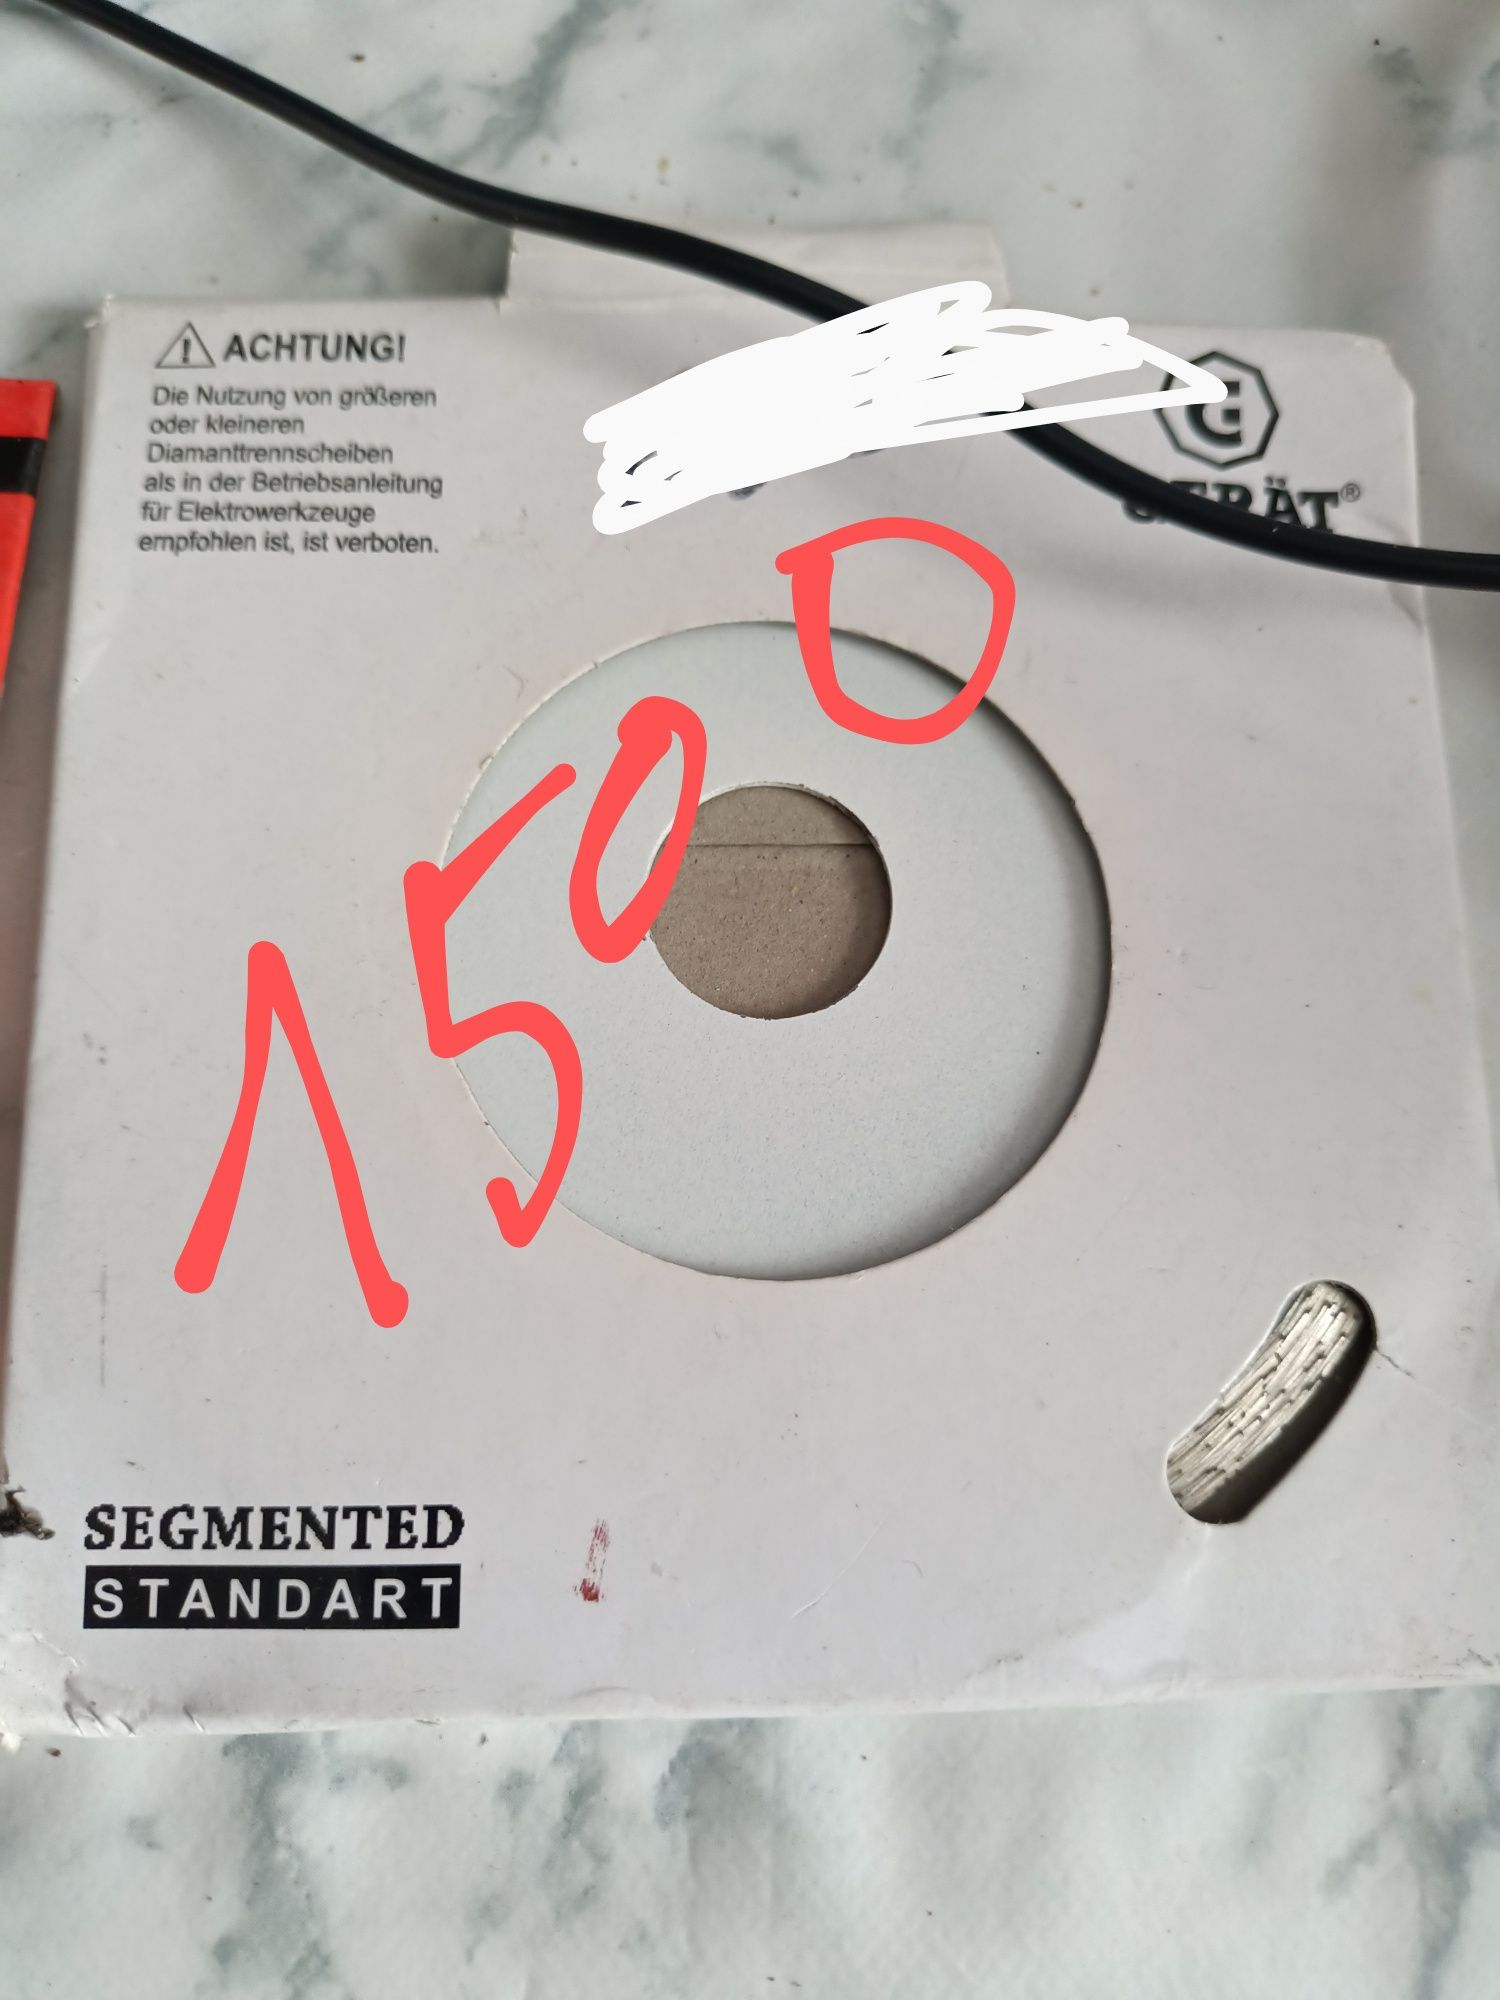 ACHTUNG!
Die Nutzung von größeren
oder kleineren
Diamanttrennscheiben
als in der Betriebsanleitung
für Elektrowerkzeuge
empfohlen ist, ist verboten.
1500
SEGMENTED
STANDART